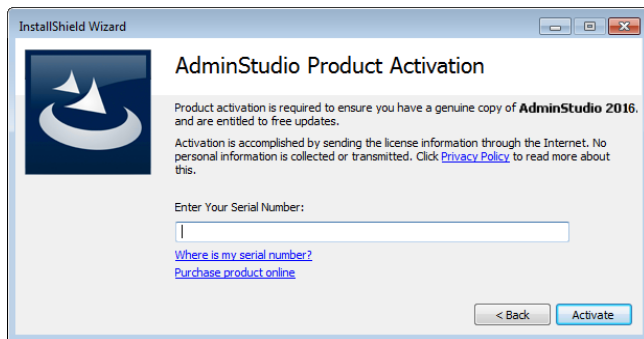 InstallShield Wizard
AdminStudio Product Activation
Product activation is required to ensure you have a genuine copy of AdminStudio 2016.
and are entitled to free updates.
Activation is accomplished by sending the license information through the Internet. No
personal information is collected or transmitted. Click Privacy Policy to read more about
this.
Enter Your Serial Number:
Where is my serial number?
Purchase product online
< Back
Activate